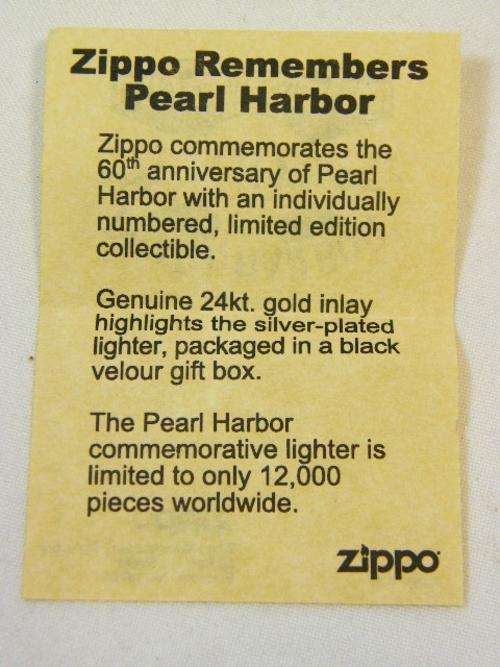 Zippo Remembers
Pearl Harbor
Zippo commemorates the
60th anniversary of Pearl
Harbor with an individually
numbered, limited edition
collectible.
Genuine 24kt. gold inlay
highlights the silver-plated
lighter, packaged in a black
velour gift box.
The Pearl Harbor
commemorative lighter is
limited to only 12,000
pieces worldwide.
zippo